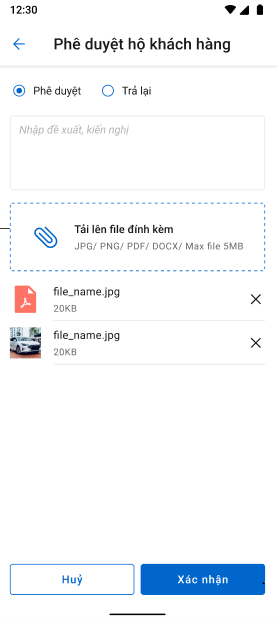 12:30
Phê duyệt hộ khách hàng
Phê duyệt
Trả lại
Nhập đề xuất, kiến nghị
Tải lên file đính kèm
JPG/ PNG/ PDF/ DOCX/ Max file 5MB
file_name.jpg
20KB
file_name.jpg
20KB
Huỷ
Xác nhận